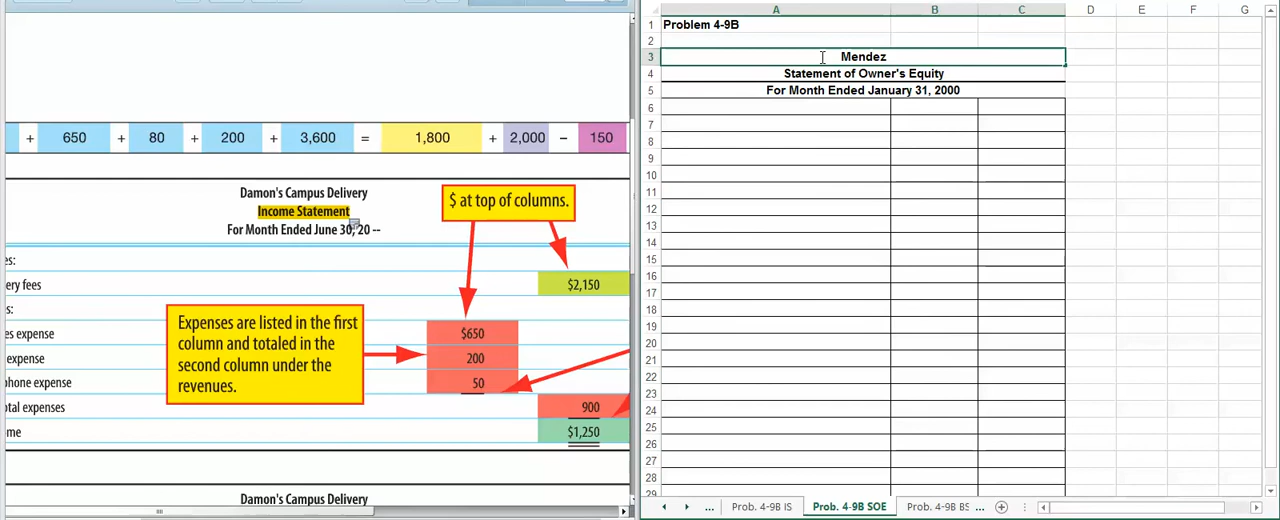 + 650 + 80 + 200 + 3,600 = 1,800 + 2,000 − 150
Damon's Campus Delivery
Income Statement
For Month Ended June 30, 20 --
$ at top of columns.
es:
ery fees $2,150
s:
Expenses are listed in the first
column and totaled in the
second column under the
revenues.
es expense $650
expense 200
phone expense 50
otal expenses 900
ome $1,250
Damon's Campus Delivery
A B C D E F G
1 Problem 4-9B
2
3 Mendez
4 Statement of Owner's Equity
5 For Month Ended January 31, 2000
6
7
8
9
10
11
12
13
14
15
16
17
18
19
20
21
22
23
24
25
26
27
28
29
... Prob. 4-9B IS Prob. 4-9B SOE Prob. 4-9B BS ...